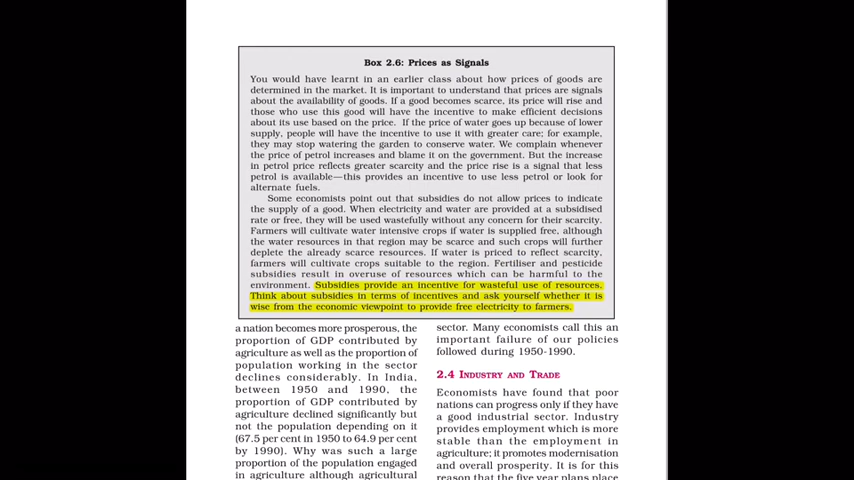 Box 2.6: Prices as Signals
You would have learnt in an earlier class about how prices of goods are
determined in the market. It is important to understand that prices are signals
about the availability of goods. If a good becomes scarce, its price will rise and
those who use this good will have the incentive to make efficient decisions
about its use based on the price. If the price of water goes up because of lower
supply, people will have the incentive to use it with greater care; for example,
they may stop watering the garden to conserve water. We complain whenever
the price of petrol increases and blame it on the government. But the increase
in petrol price reflects greater scarcity and the price rise is a signal that less
petrol is available—this provides an incentive to use less petrol or look for
alternate fuels.
Some economists point out that subsidies do not allow prices to indicate
the supply of a good. When electricity and water are provided at a subsidised
rate or free, they will be used wastefully without any concern for their scarcity.
Farmers will cultivate water intensive crops if water is supplied free, although
the water resources in that region may be scarce and such crops will further
deplete the already scarce resources. If water is priced to reflect scarcity,
farmers will cultivate crops suitable to the region. Fertiliser and pesticide
subsidies result in overuse of resources which can be harmful to the
environment. Subsidies provide an incentive for wasteful use of resources.
Think about subsidies in terms of incentives and ask yourself whether it is
wise from the economic viewpoint to provide free electricity to farmers.
a nation becomes more prosperous, the
proportion of GDP contributed by
agriculture as well as the proportion of
population working in the sector
declines considerably. In India,
between 1950 and 1990, the
proportion of GDP contributed by
agriculture declined significantly but
not the population depending on it
(67.5 per cent in 1950 to 64.9 per cent
by 1990). Why was such a large
proportion of the population engaged
in agriculture although agricultural
sector. Many economists call this an
important failure of our policies
followed during 1950-1990.
2.4 INDUSTRY AND TRADE
Economists have found that poor
nations can progress only if they have
a good industrial sector. Industry
provides employment which is more
stable than the employment in
agriculture; it promotes modernisation
and overall prosperity. It is for this
reason that the five year plans place